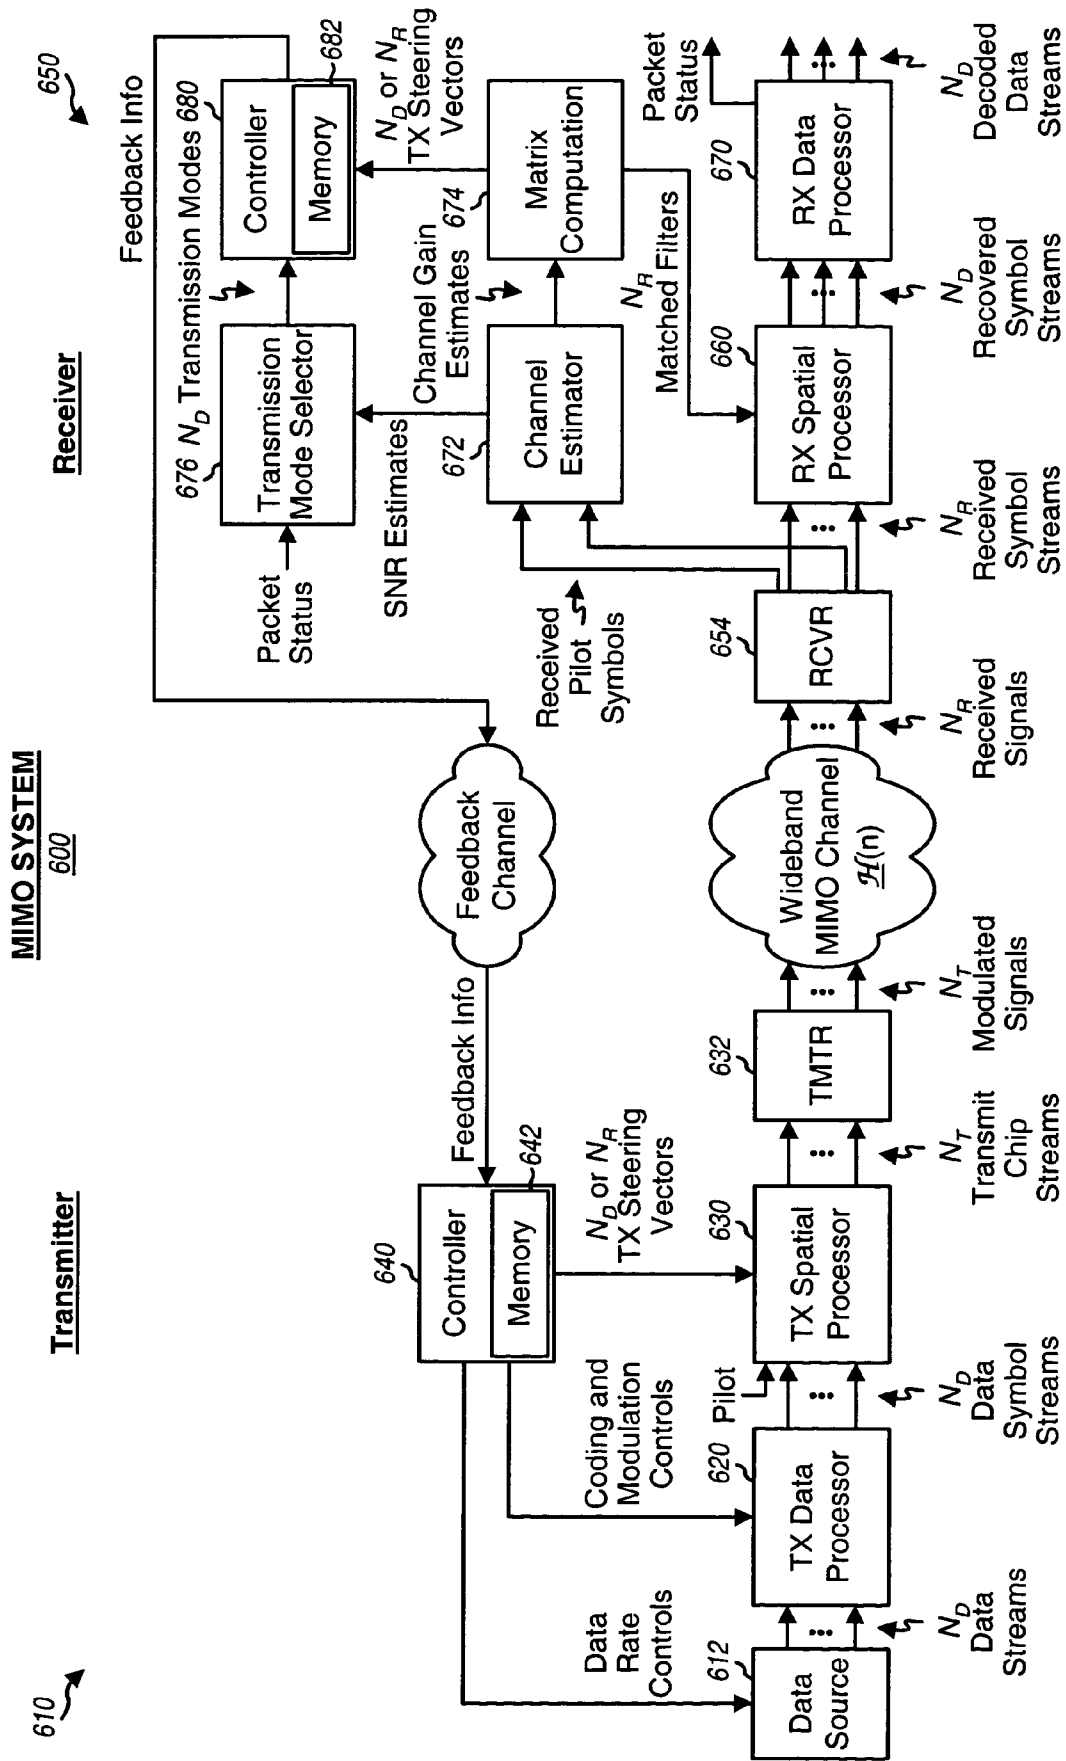 MIMO SYSTEM
600
610
Transmitter
Receiver
650
Feedback Info
Feedback Info
Feedback
Channel
640
Controller
Memory
642
Data
Rate
Controls
Coding and
Modulation
Controls
N_D or N_R
TX Steering
Vectors
612
Data
Source
N_D
Data
Streams
620
TX Data
Processor
Pilot
N_D
Data
Symbol
Streams
630
TX Spatial
Processor
N_T
Transmit
Chip
Streams
632
TMTR
N_T
Modulated
Signals
Wideband
MIMO Channel
H(n)
N_R
Received
Signals
654
RCVR
N_R
Received
Symbol
Streams
Received
Pilot
Symbols
660
RX Spatial
Processor
N_D
Recovered
Symbol
Streams
670
RX Data
Processor
Packet
Status
N_D
Decoded
Data
Streams
672
Channel
Estimator
Channel Gain
Estimates
674
Matrix
Computation
N_R
Matched Filters
SNR Estimates
Packet
Status
676
Transmission
Mode Selector
N_D Transmission Modes
680
Controller
Memory
682
N_D or N_R
TX Steering
Vectors